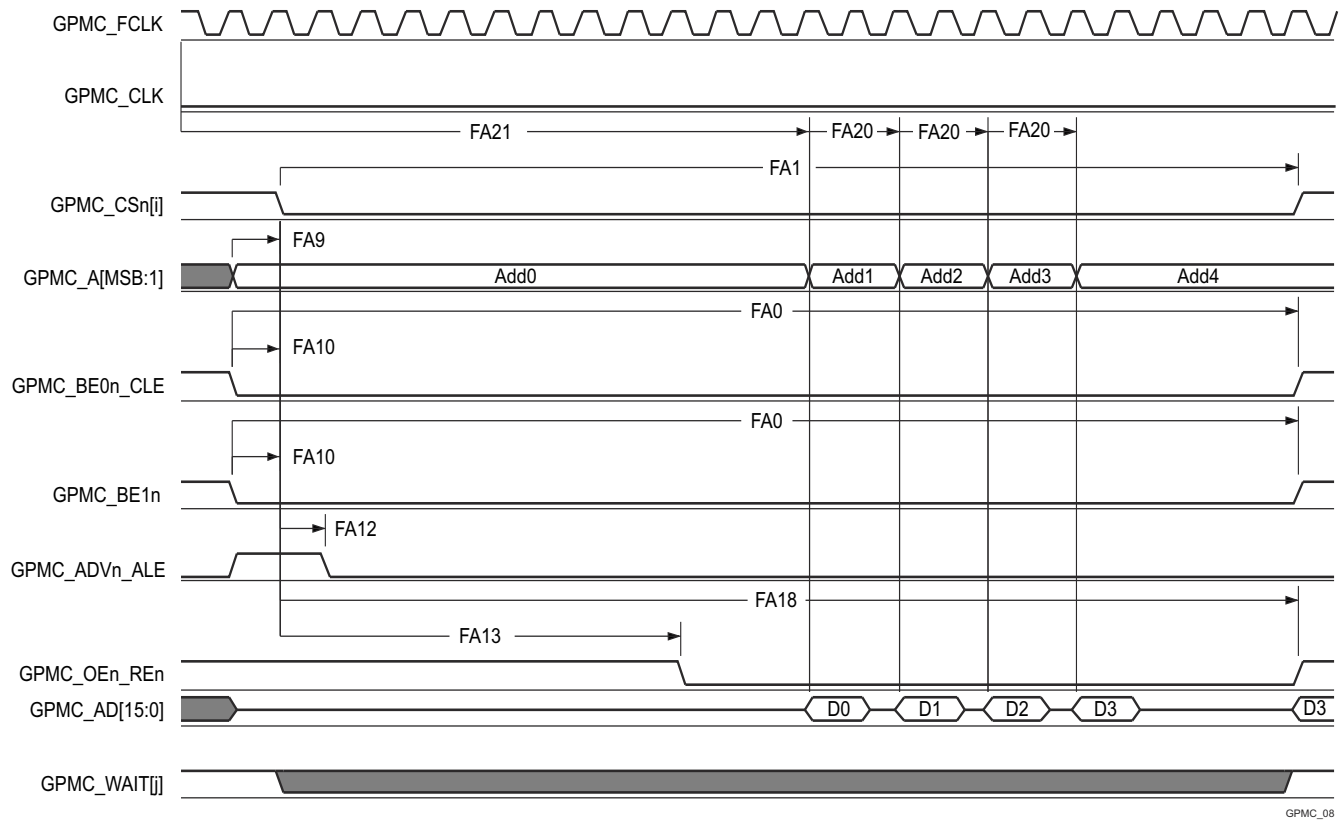 GPMC_FCLK
GPMC_CLK
FA21 FA20 FA20 FA20
FA1
GPMC_CSn[i]
FA9
GPMC_A[MSB:1] Add0 Add1 Add2 Add3 Add4
FA0
FA10
GPMC_BE0n_CLE
FA0
FA10
GPMC_BE1n
FA12
GPMC_ADVn_ALE
FA18
FA13
GPMC_OEn_REn
GPMC_AD[15:0] D0 D1 D2 D3 D3
GPMC_WAIT[j]
GPMC_08